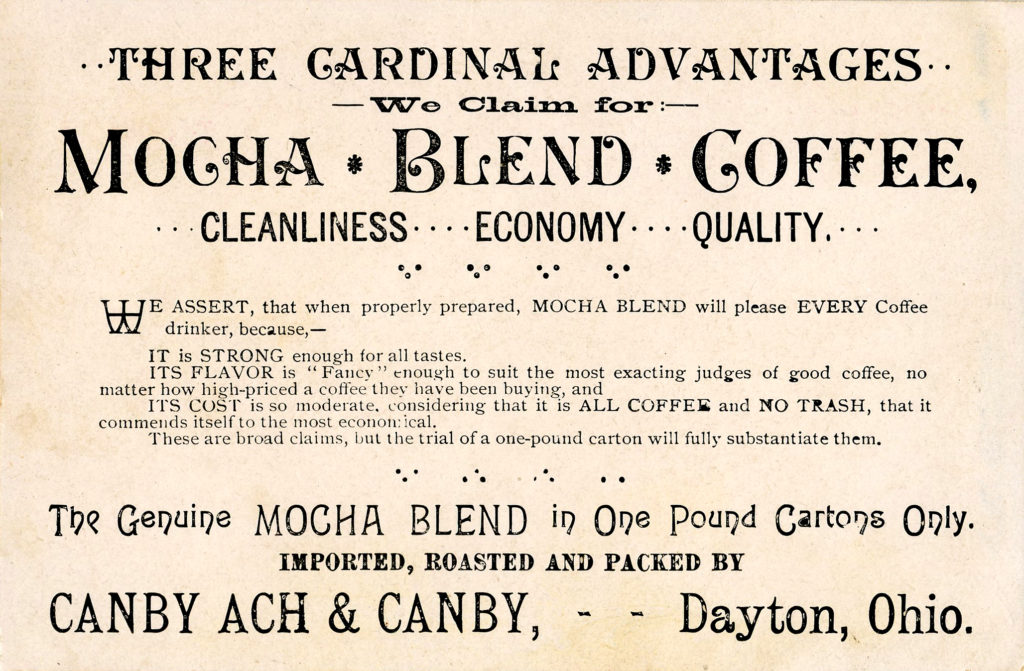 ··THREE CARDINAL ADVANTAGES··
—We Claim for:—
MOCHA * BLEND * COFFEE,
···CLEANLINESS····ECONOMY····QUALITY.···
WE ASSERT, that when properly prepared, MOCHA BLEND will please EVERY Coffee
drinker, because,—
IT is STRONG enough for all tastes.
ITS FLAVOR is "Fancy" enough to suit the most exacting judges of good coffee, no
matter how high-priced a coffee they have been buying, and
ITS COST is so moderate, considering that it is ALL COFFEE and NO TRASH, that it
commends itself to the most economical.
These are broad claims, but the trial of a one-pound carton will fully substantiate them.
The Genuine MOCHA BLEND in One Pound Cartons Only.
IMPORTED, ROASTED AND PACKED BY
CANBY ACH & CANBY, - - Dayton, Ohio.